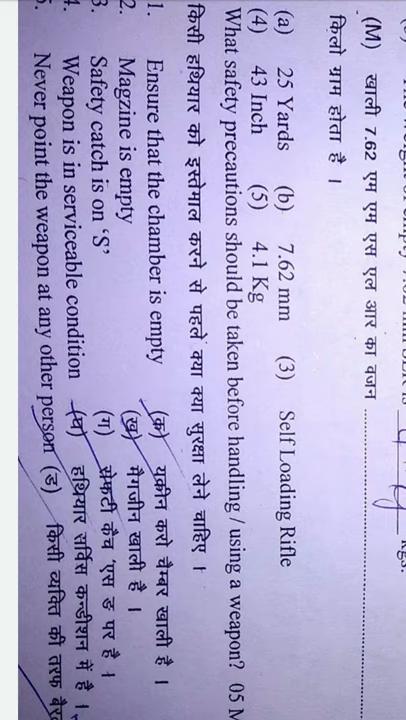 (M) खाली 7.62 एम एम एस एल आर का वजन ............
किलो ग्राम होता है ।
(a) 25 Yards (b) 7.62 mm (3) Self Loading Rifle
(4) 43 Inch (5) 4.1 Kg
What safety precautions should be taken before handling / using a weapon? 05 M
किसी हथियार को इस्तेमाल करने से पहले क्या क्या सुरक्षा लेने चाहिए ।
1. Ensure that the chamber is empty (क) यकीन करो चैम्बर खाली है ।
2. Magzine is empty (ख) मैगजीन खाली है ।
3. Safety catch is on ‘S’ (ग) सेफटी कैच 'एस ड पर है ।
4. Weapon is in serviceable condition (घ) हथियार सर्विस कन्डीशन में है ।
5. Never point the weapon at any other person (ड) किसी व्यक्ति की तरफ